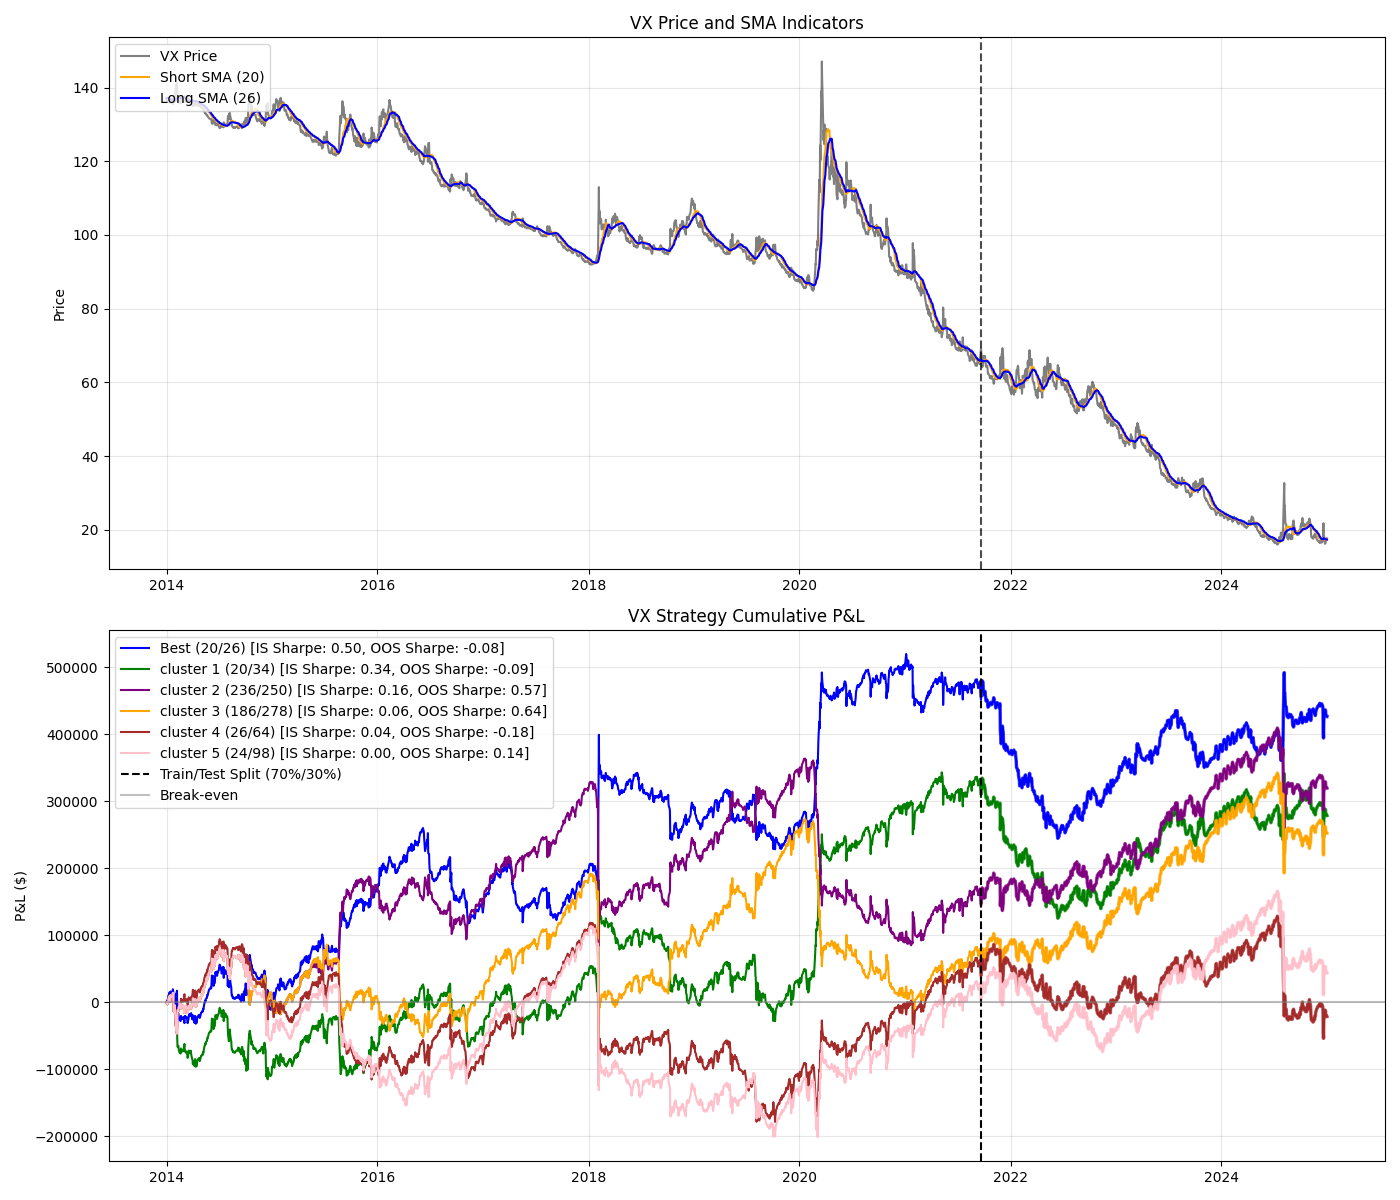 VX Price and SMA Indicators
VX Price
Short SMA (20)
Long SMA (26)
Price
140
120
100
80
60
40
20
2014
2016
2018
2020
2022
2024
VX Strategy Cumulative P&L
Best (20/26) [IS Sharpe: 0.50, OOS Sharpe: -0.08]
cluster 1 (20/34) [IS Sharpe: 0.34, OOS Sharpe: -0.09]
cluster 2 (236/250) [IS Sharpe: 0.16, OOS Sharpe: 0.57]
cluster 3 (186/278) [IS Sharpe: 0.06, OOS Sharpe: 0.64]
cluster 4 (26/64) [IS Sharpe: 0.04, OOS Sharpe: -0.18]
cluster 5 (24/98) [IS Sharpe: 0.00, OOS Sharpe: 0.14]
Train/Test Split (70%/30%)
Break-even
P&L ($)
500000
400000
300000
200000
100000
0
−100000
−200000
2014
2016
2018
2020
2022
2024